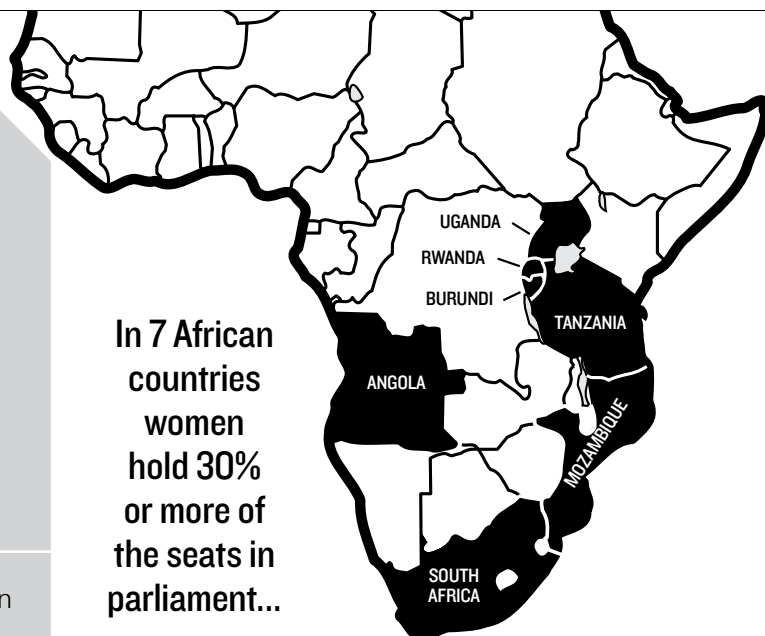 UGANDA
RWANDA
BURUNDI
TANZANIA
ANGOLA
MOZAMBIQUE
SOUTH
AFRICA
In 7 African
countries
women
hold 30%
or more of
the seats in
parliament...
n